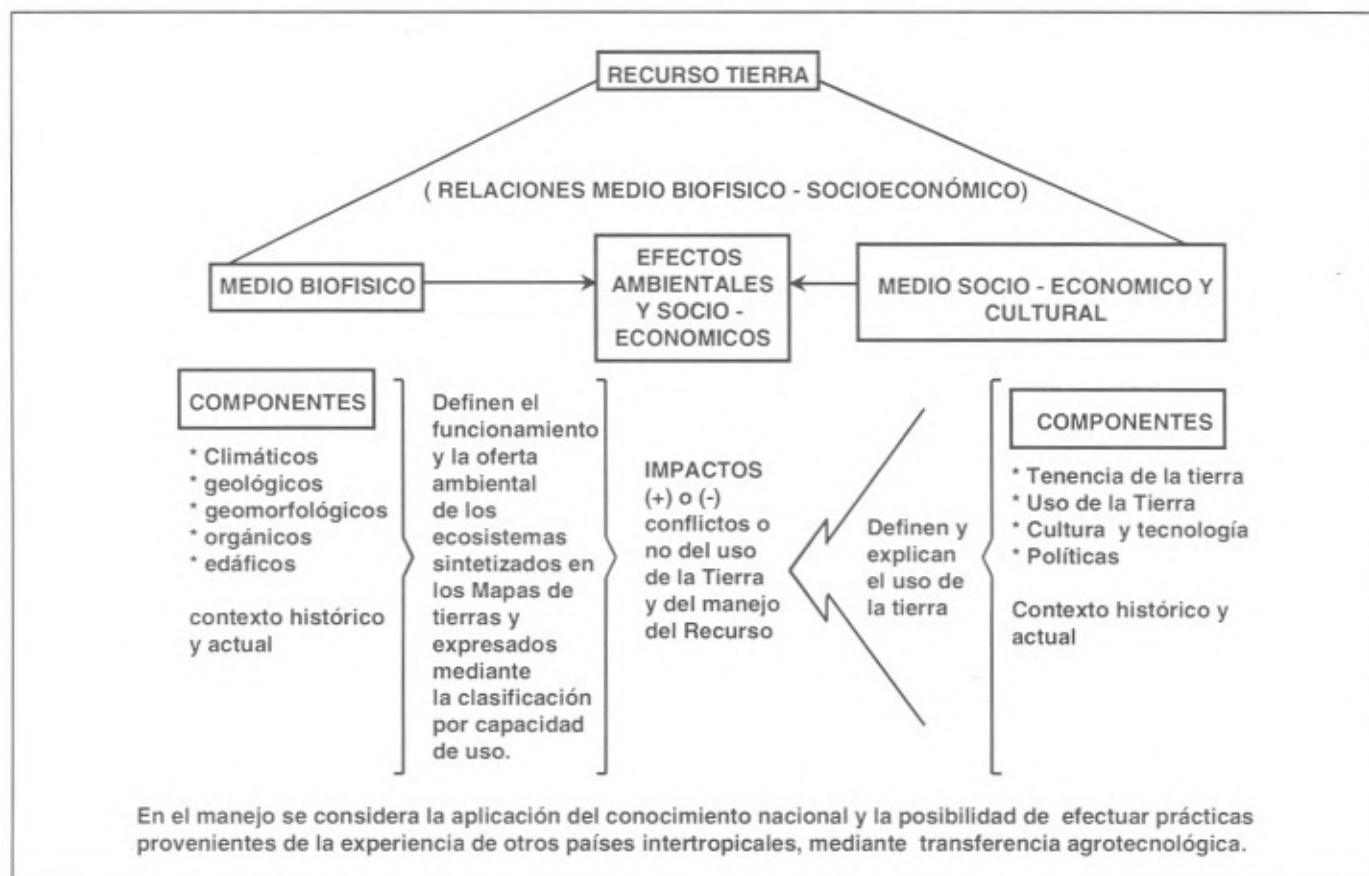 RECURSO TIERRA
( RELACIONES MEDIO BIOFISICO - SOCIOECONÓMICO)
MEDIO BIOFISICO
EFECTOS
AMBIENTALES
Y SOCIO -
ECONOMICOS
MEDIO SOCIO - ECONOMICO Y
CULTURAL
COMPONENTES
* Climáticos
* geológicos
* geomorfológicos
* orgánicos
* edáficos
contexto histórico
y actual
Definen el
funcionamiento
y la oferta
ambiental
de los
ecosistemas
sintetizados en
los Mapas de
tierras y
expresados
mediante
la clasificación
por capacidad
de uso.
IMPACTOS
(+) o (-)
conflictos o
no del uso
de la Tierra
y del manejo
del Recurso
Definen y
explican
el uso de
la tierra
COMPONENTES
* Tenencia de la tierra
* Uso de la Tierra
* Cultura y tecnología
* Políticas
Contexto histórico y
actual
En el manejo se considera la aplicación del conocimiento nacional y la posibilidad de efectuar prácticas
provenientes de la experiencia de otros países intertropicales, mediante transferencia agrotecnológica.